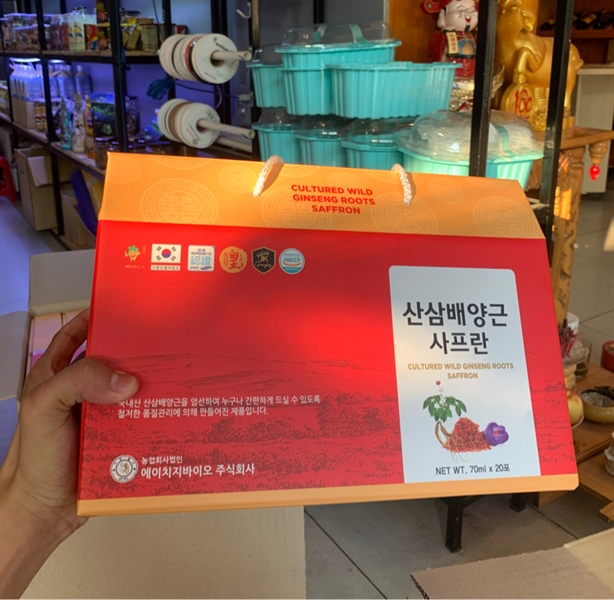 CULTURED WILD
GINSENG ROOTS
SAFFRON
HACCP
산삼배양근
사프란
CULTURED WILD GINSENG ROOTS
SAFFRON
국내산 산삼배양근을 엄선하여 누구나 간편하게 드실 수 있도록
철저한 품질관리에 의해 만들어진 제품입니다.
농업회사법인
에이치지바이오 주식회사
NET WT, 70ml x 20포